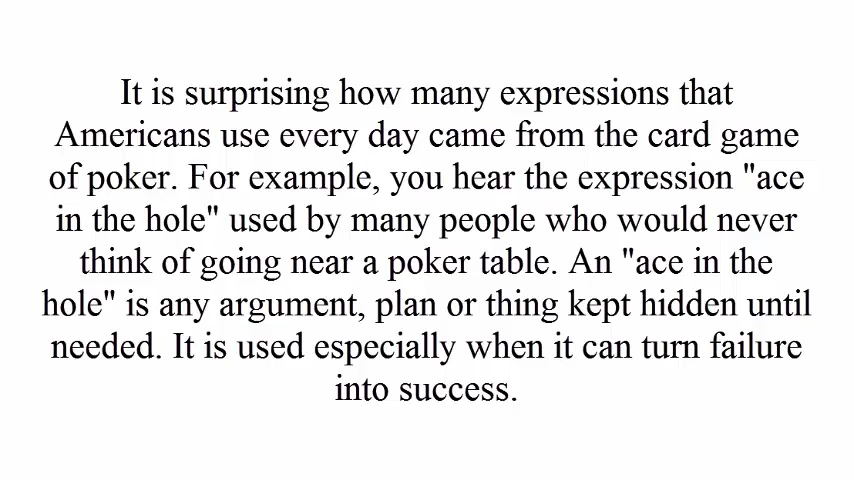 It is surprising how many expressions that
Americans use every day came from the card game
of poker. For example, you hear the expression "ace
in the hole" used by many people who would never
think of going near a poker table. An "ace in the
hole" is any argument, plan or thing kept hidden until
needed. It is used especially when it can turn failure
into success.